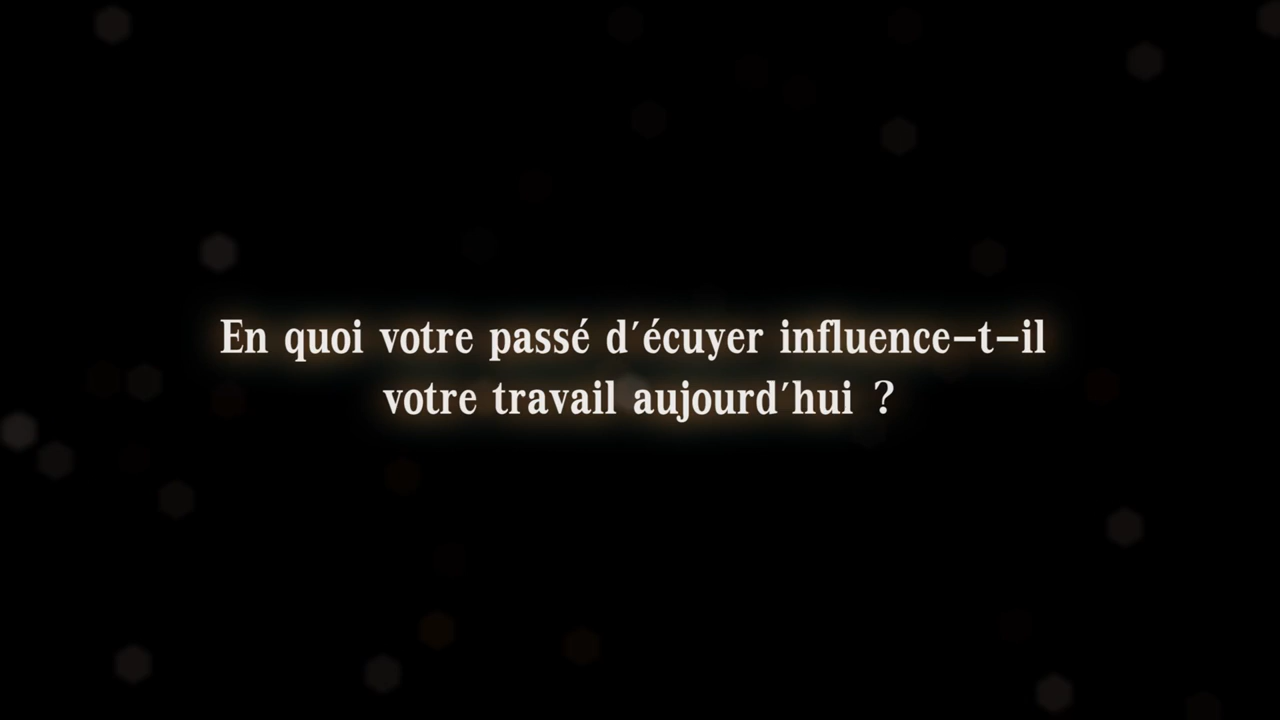 En quoi votre passé d'écuyer influence-t-il
votre travail aujourd'hui ?